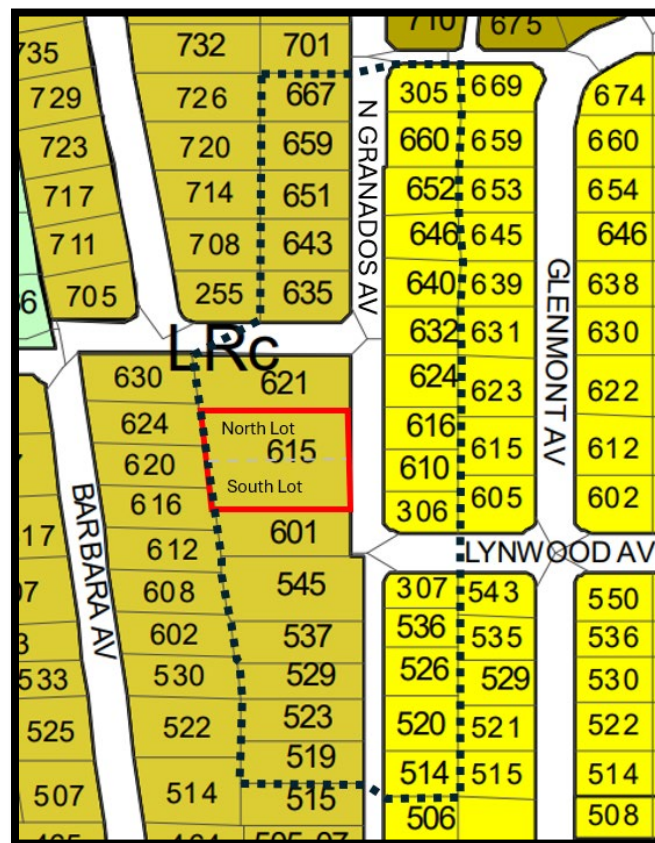 710 675
735 732 701
305 669 674
729 726 667
723 720 659 660 659 660
717 714 651 652 653 654
711 708 643 646 645 646
705 255 635 640 639 638
N GRANADOS AV
GLENMONT AV
LRc
632 631 630
630 621 624 623 622
624 North Lot 615 616 615 612
620 South Lot 610
616 306 605 602
BARBARA AV
612 601
LYNWOOD AV
608 545 307 543 550
602 537 536 535 536
533 530 529 526 529 530
525 522 523 520 521 522
519
507 514 515 514 515 514
506 508